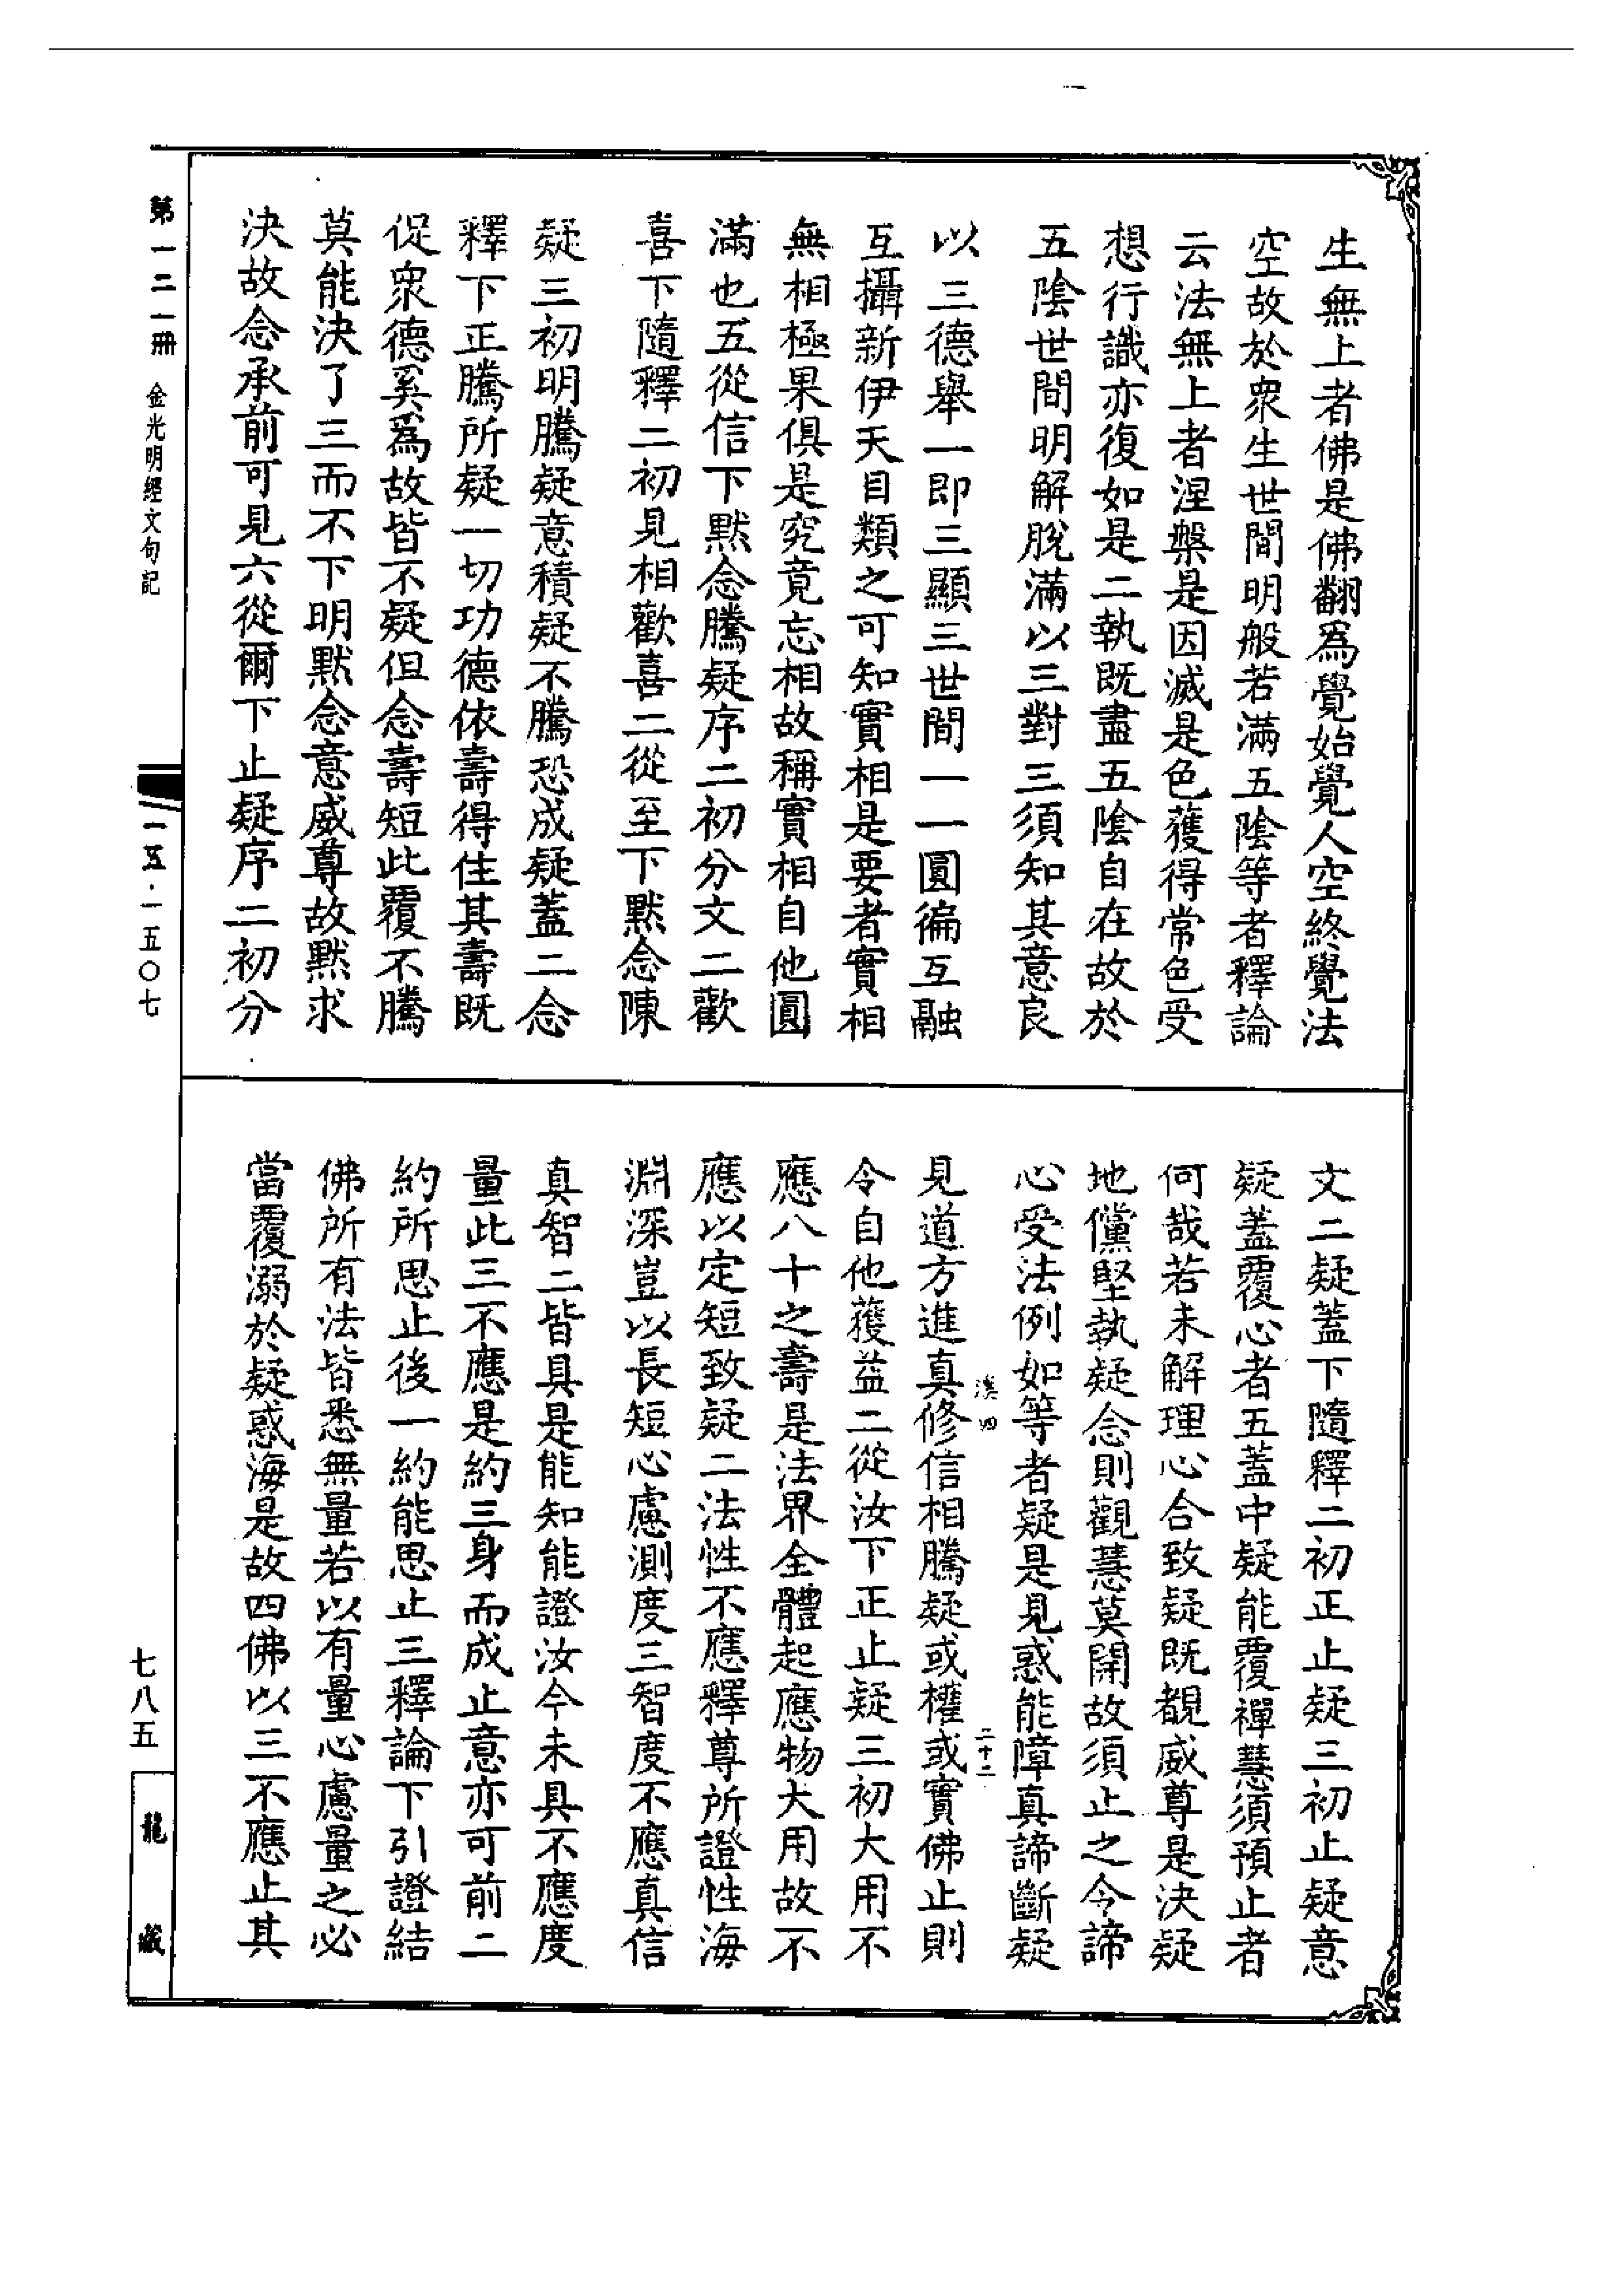 生無上者佛是佛翻為覺始覺人空終覺法
空故於衆生世間明般若滿五陰等者釋論
云法無上者涅槃是因滅是色獲得常色受
想行識亦復如是二執既盡五陰自在故於
五陰世間明解脫滿以三對三須知其意良
以三德舉一即三顯三世間一一圓徧互融
互攝新伊天目類之可知實相是要者實相
無相極果俱是究竟忘相故稱實相自他圓
滿也五從信下默念騰疑序二初分文二歡
喜下隨釋二初見相歡喜二從至下默念陳
疑三初明騰疑意積疑不騰恐成疑蓋二念
釋下正騰所疑一切功德依壽得住其壽既
促衆德奚為故皆不疑但念壽短此覆不騰
莫能決了三而不下明默念意威尊故默求
決故念承前可見六從爾下止疑序二初分
文二疑蓋下隨釋二初正止疑三初止疑意
疑蓋覆心者五蓋中疑能覆禪慧須預止者
何哉若未解理心合致疑既覩威尊是決疑
地儻堅執疑念則觀慧莫開故須止之令諦
心受法例如等者疑是見惑能障真諦斷疑
漢四 二十二
見道方進真修信相騰疑或權或實佛止則
令自他獲益二從汝下正止疑三初大用不
應八十之壽是法界全體起應物大用故不
應以定短致疑二法性不應釋尊所證性海
淵深豈以長短心慮測度三智度不應真信
真智二皆具是能知能證汝今未具不應度
量此三不應是約三身而成止意亦可前二
約所思止後一約能思止三釋論下引證結
佛所有法皆悉無量若以有量心慮量之必
當覆溺於疑惑海是故四佛以三不應止其
第一二一冊 金光明經文句記 一五·一五〇七
七八五 龍藏